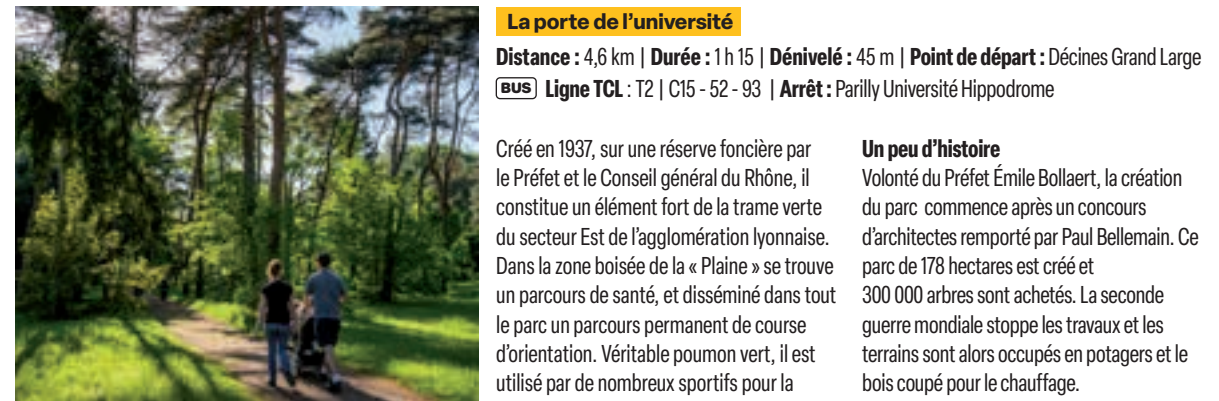 La porte de l'université
Distance : 4,6 km | Durée : 1 h 15 | Dénivelé : 45 m | Point de départ : Décines Grand Large
BUS Ligne TCL : T2 | C15 - 52 - 93 | Arrêt : Parilly Université Hippodrome
Créé en 1937, sur une réserve foncière par
le Préfet et le Conseil général du Rhône, il
constitue un élément fort de la trame verte
du secteur Est de l'agglomération lyonnaise.
Dans la zone boisée de la « Plaine » se trouve
un parcours de santé, et disséminé dans tout
le parc un parcours permanent de course
d'orientation. Véritable poumon vert, il est
utilisé par de nombreux sportifs pour la
Un peu d'histoire
Volonté du Préfet Émile Bollaert, la création
du parc commence après un concours
d'architectes remporté par Paul Bellemain. Ce
parc de 178 hectares est créé et
300 000 arbres sont achetés. La seconde
guerre mondiale stoppe les travaux et les
terrains sont alors occupés en potagers et le
bois coupé pour le chauffage.